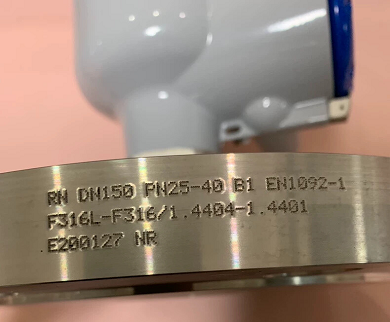 RN DN150 PN25-40 B1 EN1092-1
F316L-F316/1.4404-1.4401
E200127 NR